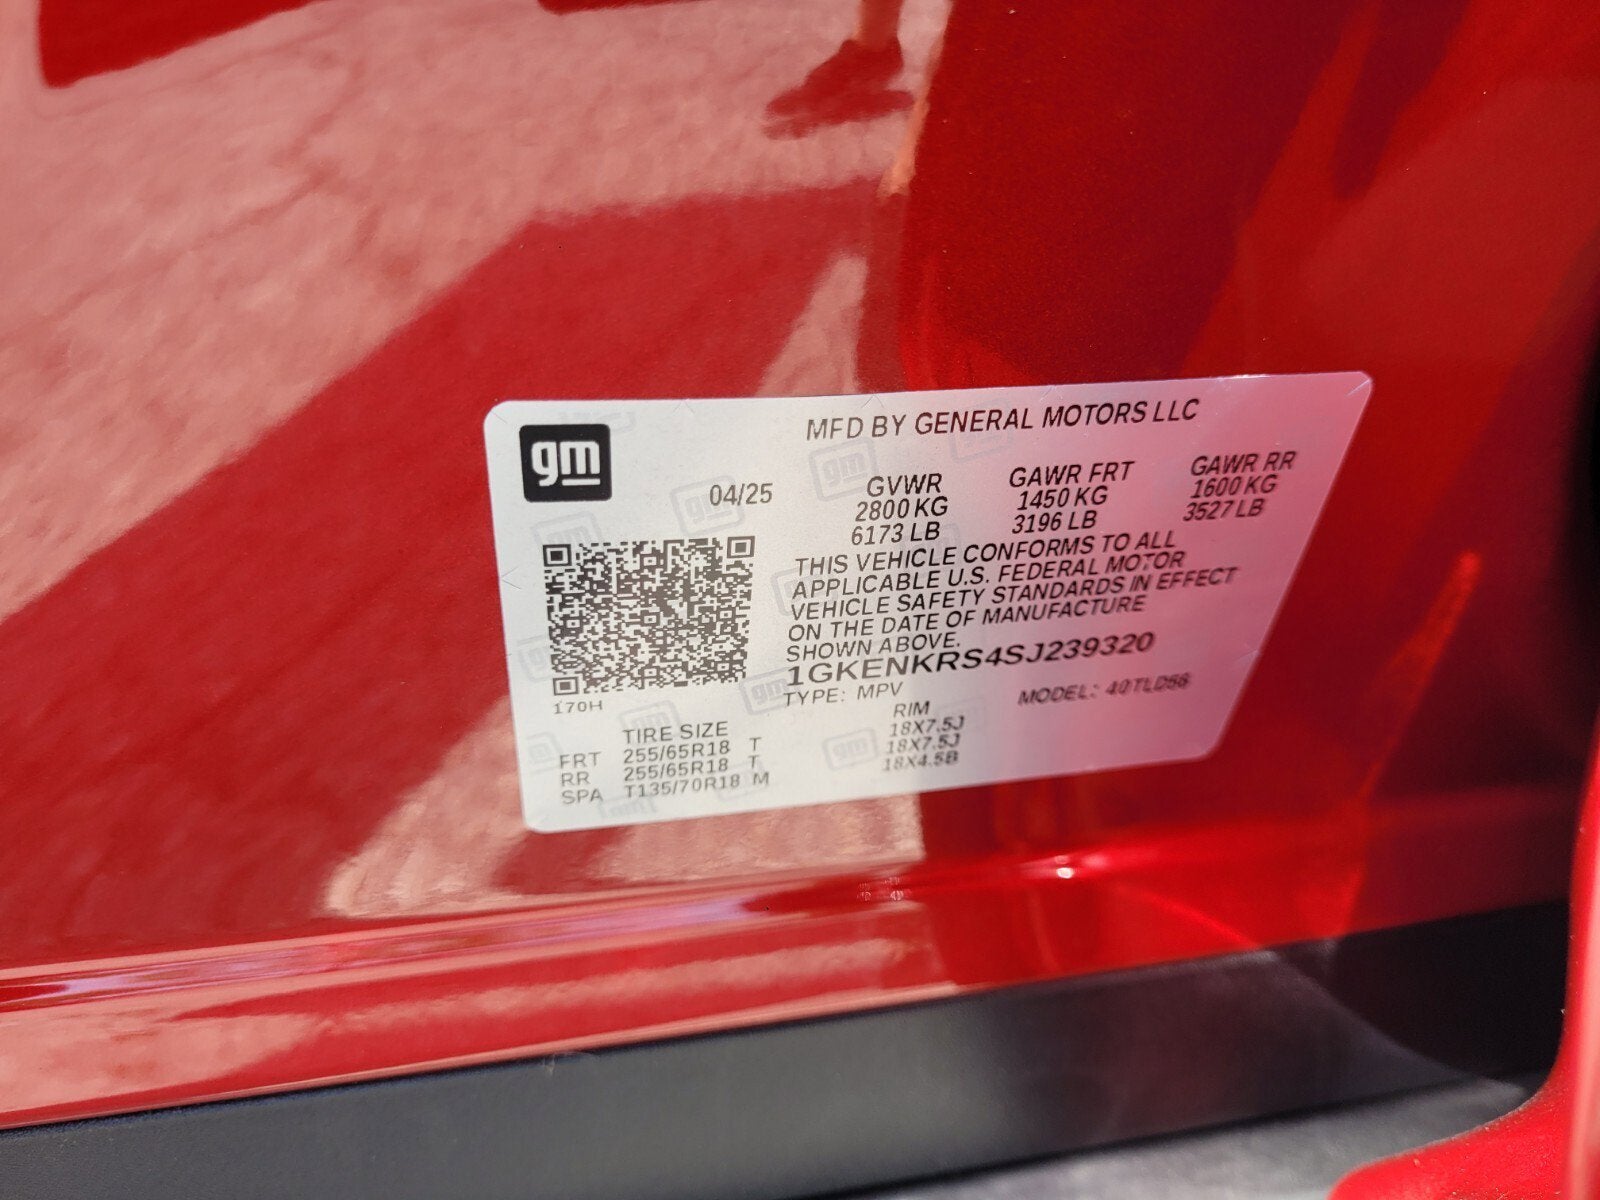 gm
MFD BY GENERAL MOTORS LLC
04/25
GVWR GAWR FRT GAWR RR
2800 KG 1450 KG 1600 KG
6173 LB 3196 LB 3527 LB
THIS VEHICLE CONFORMS TO ALL
APPLICABLE U.S. FEDERAL MOTOR
VEHICLE SAFETY STANDARDS IN EFFECT
ON THE DATE OF MANUFACTURE
SHOWN ABOVE.
1GKENKRS4SJ239320
TYPE: MPV MODEL: 4
170H
TIRE SIZE RIM
FRT 255/65R18 T 18X7.5J
RR 255/65R18 T 18X7.5J
SPA T135/70R18 M 18X4.5B